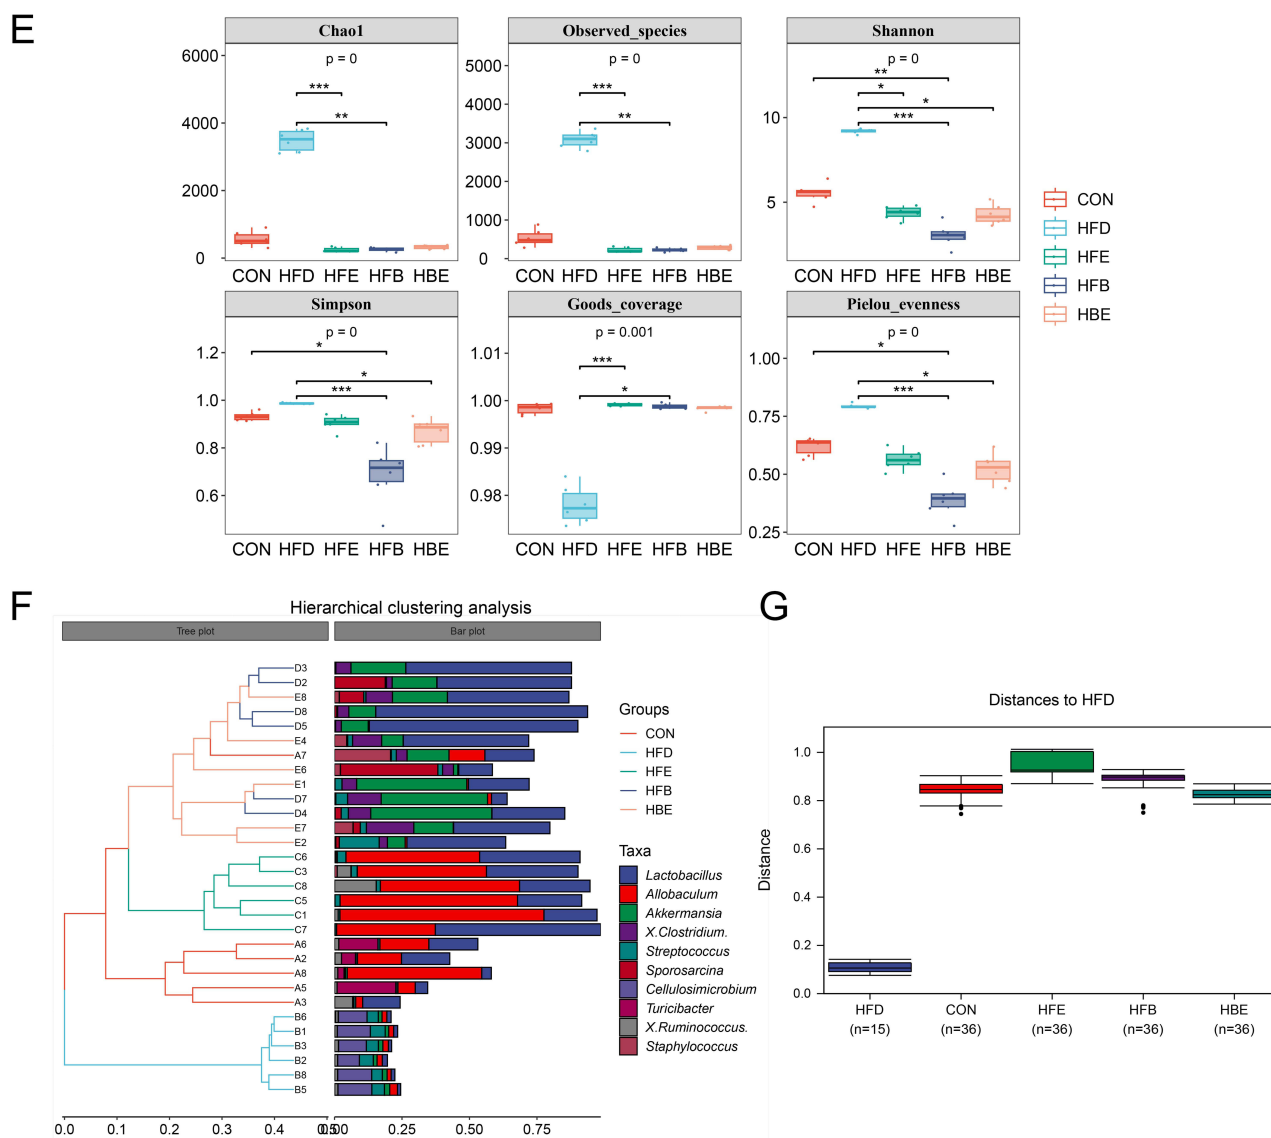 E
Chao1
p = 0
***
**
6000
4000
2000
0
CON HFD HFE HFB HBE
Observed_species
p = 0
***
**
5000
4000
3000
2000
1000
0
CON HFD HFE HFB HBE
Shannon
p = 0
**
*
*
***
10
5
CON HFD HFE HFB HBE
Simpson
*
*
***
p = 0
1.2
1.0
0.8
0.6
CON HFD HFE HFB HBE
Goods_coverage
p = 0.001
***
*
1.01
1.00
0.99
0.98
CON HFD HFE HFB HBE
Pielou_evenness
p = 0
*
*
***
1.00
0.75
0.50
0.25
CON HFD HFE HFB HBE
CON
HFD
HFE
HFB
HBE
F
Hierarchical clustering analysis
Tree plot
Bar plot
D3
D2
E8
D8
D5
E4
A7
E6
E1
D7
D4
E7
E2
C6
C3
C8
C5
C1
C7
A6
A2
A8
A5
A3
B6
B1
B3
B2
B8
B5
0.0 0.1 0.2 0.3 0.4
0.25 0.50 0.75
Groups
CON
HFD
HFE
HFB
HBE
Taxa
Lactobacillus
Allobaculum
Akkermansia
X.Clostridium.
Streptococcus
Sporosarcina
Cellulosimicrobium
Turicibacter
X.Ruminococcus.
Staphylococcus
G
Distances to HFD
Distance
1.0
0.8
0.6
0.4
0.2
0.0
HFD CON HFE HFB HBE
(n=15) (n=36) (n=36) (n=36) (n=36)